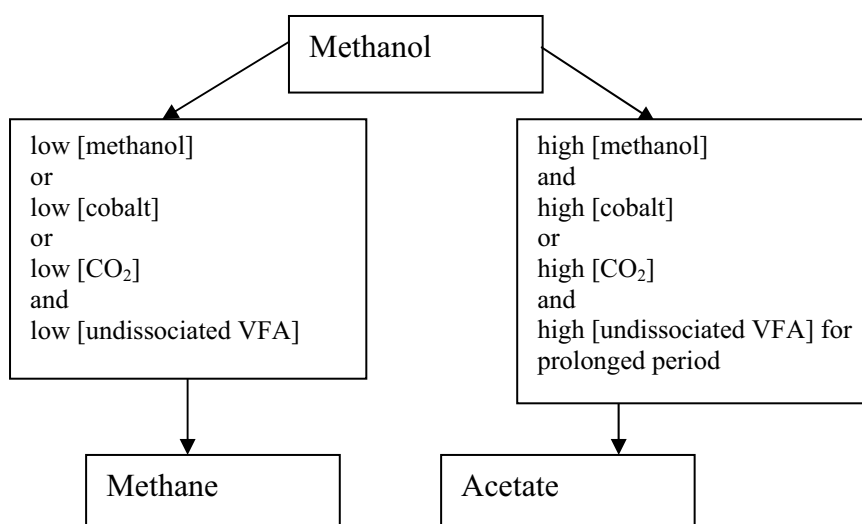 Methanol
low [methanol]
or
low [cobalt]
or
low [CO₂]
and
low [undissociated VFA]
high [methanol]
and
high [cobalt]
or
high [CO₂]
and
high [undissociated VFA] for
prolonged period
Methane
Acetate